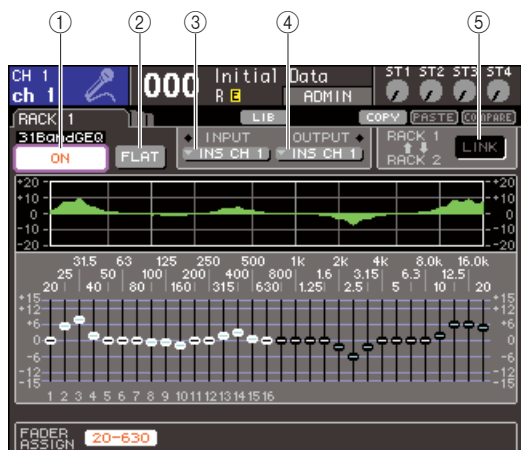 ① ② ③ ④ ⑤
CH 1 000 Initial Data ST1 ST2 ST3 ST4
ch 1 R E ADMIN
RACK 1 LIB COPY PASTE COMPARE
31BandGEQ INPUT OUTPUT RACK 1
ON FLAT INS CH 1 INS CH 1 RACK 2 LINK
+20 +20
+10 +10
0 0
-10 -10
-20 -20
31.5 63 125 250 500 1k 2k 4k 8.0k 16.0k
25 50 100 200 400 800 1.6 3.15 6.3 12.5
20 40 80 160 315 630 1.25 2.5 5 10 20
+15 +15
+12 +12
+6 +6
0 0
-6 -6
-12 -12
-15 -15
1 2 3 4 5 6 7 8 9 10 11 12 13 14 15 16
FADER ASSIGN 20-630